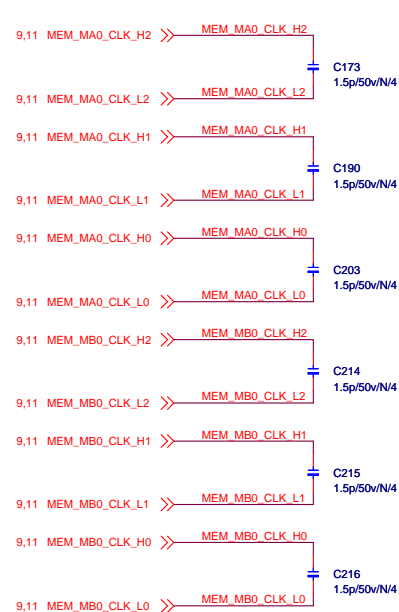 9,11 MEM_MA0_CLK_H2 MEM_MA0_CLK_H2
C173
1.5p/50v/N/4
9,11 MEM_MA0_CLK_L2 MEM_MA0_CLK_L2
9,11 MEM_MA0_CLK_H1 MEM_MA0_CLK_H1
C190
1.5p/50v/N/4
9,11 MEM_MA0_CLK_L1 MEM_MA0_CLK_L1
9,11 MEM_MA0_CLK_H0 MEM_MA0_CLK_H0
C203
1.5p/50v/N/4
9,11 MEM_MA0_CLK_L0 MEM_MA0_CLK_L0
9,11 MEM_MB0_CLK_H2 MEM_MB0_CLK_H2
C214
1.5p/50v/N/4
9,11 MEM_MB0_CLK_L2 MEM_MB0_CLK_L2
9,11 MEM_MB0_CLK_H1 MEM_MB0_CLK_H1
C215
1.5p/50v/N/4
9,11 MEM_MB0_CLK_L1 MEM_MB0_CLK_L1
9,11 MEM_MB0_CLK_H0 MEM_MB0_CLK_H0
C216
1.5p/50v/N/4
9,11 MEM_MB0_CLK_L0 MEM_MB0_CLK_L0